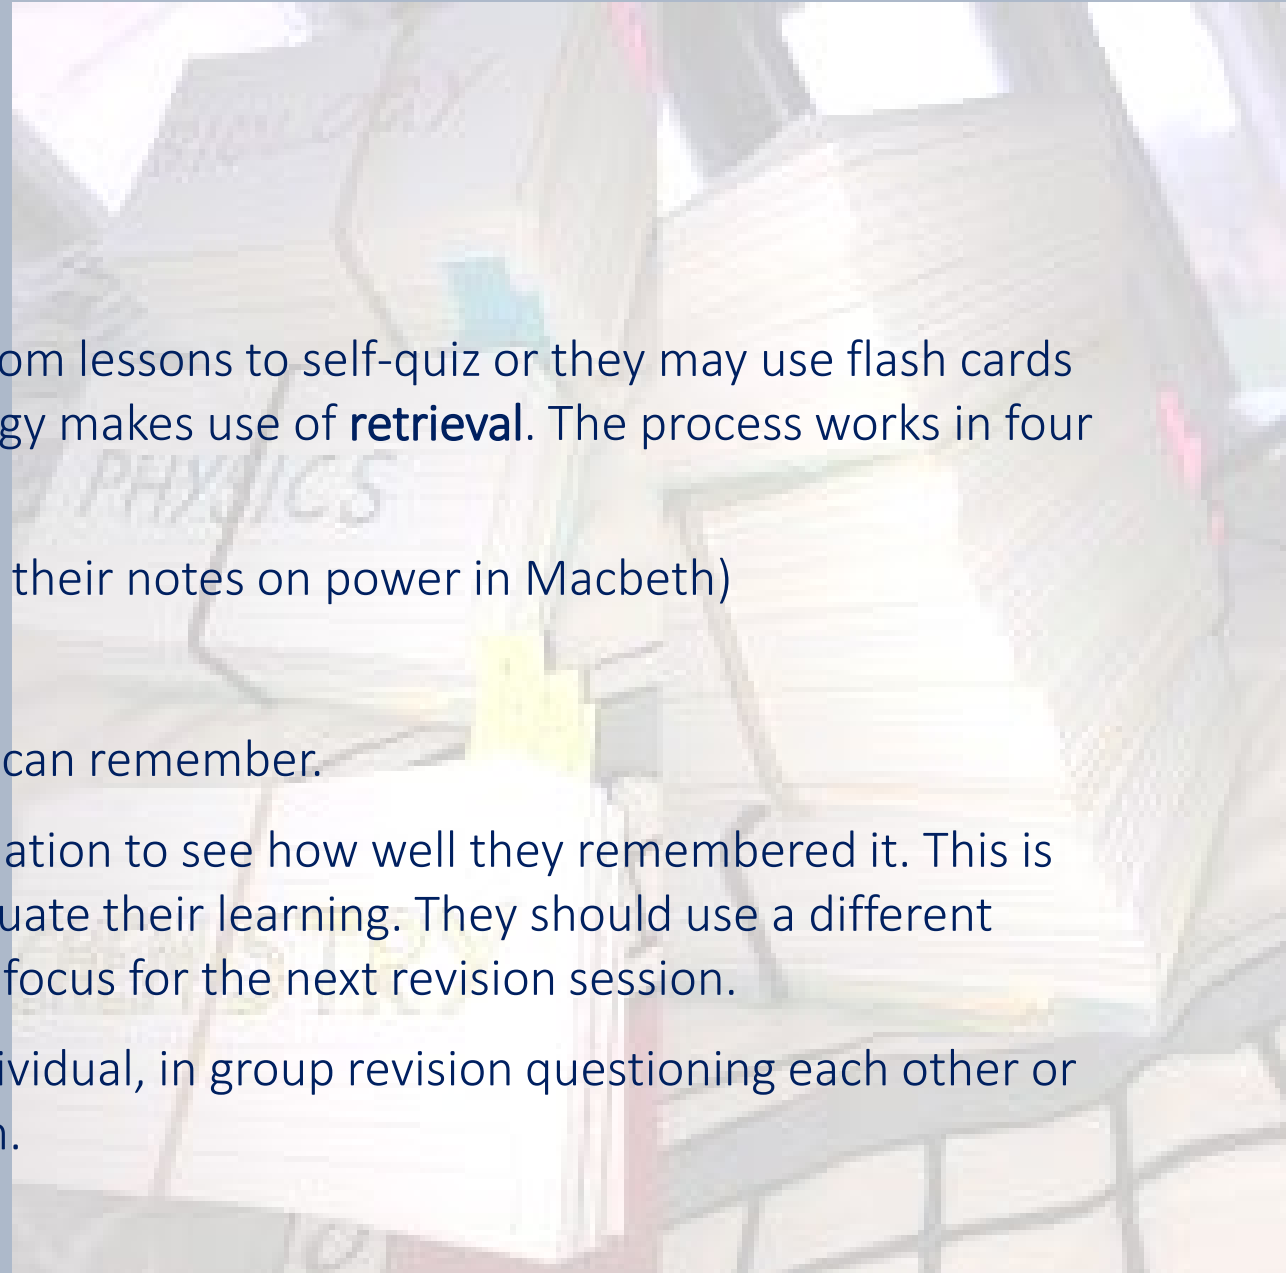 om lessons to self-quiz or they may use flash cards
gy makes use of retrieval. The process works in four
PHYSICS
their notes on power in Macbeth)
can remember.
ation to see how well they remembered it. This is
uate their learning. They should use a different
focus for the next revision session.
ividual, in group revision questioning each other or